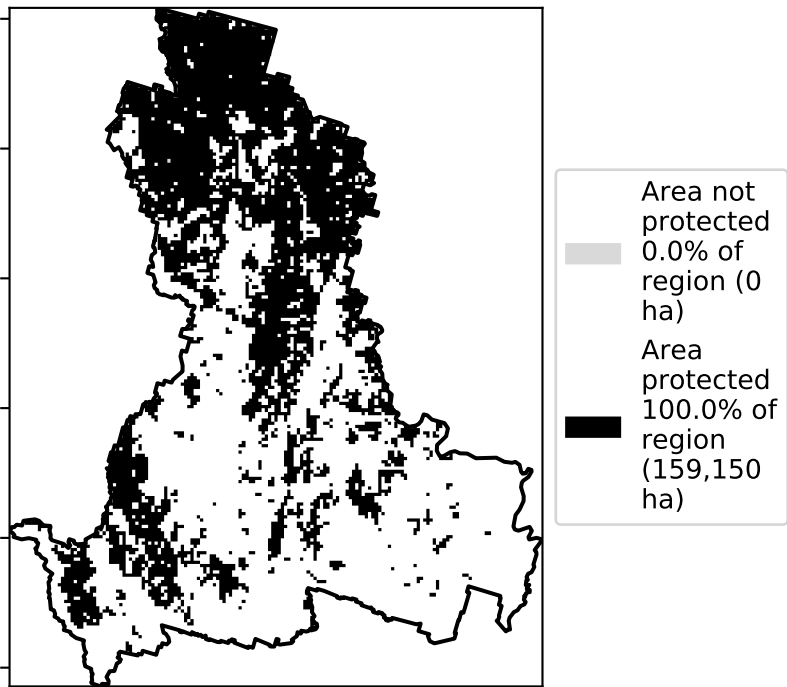 Area not
protected
0.0% of
region (0
ha)
Area
protected
100.0% of
region
(159,150
ha)